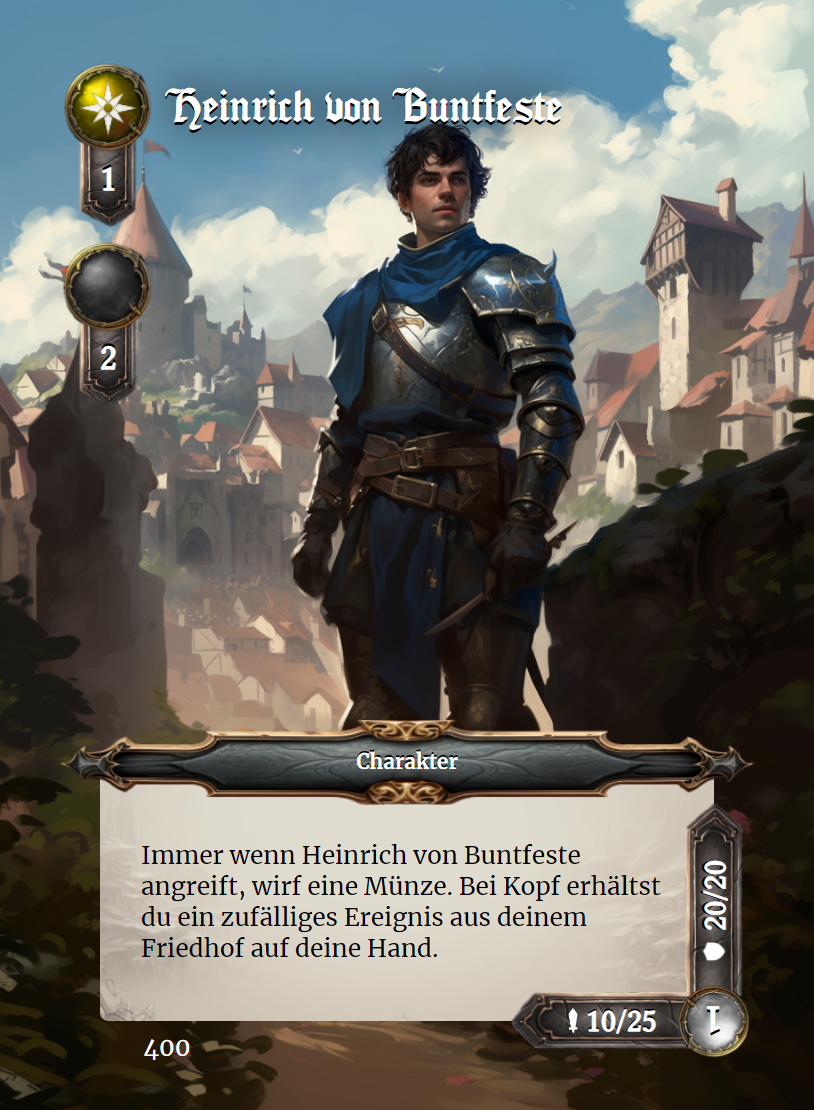 Heinrich von Buntfeste
1
2
Charakter
Immer wenn Heinrich von Buntfeste
angreift, wirf eine Münze. Bei Kopf erhältst
du ein zufälliges Ereignis aus deinem
Friedhof auf deine Hand.
20/20
10/25
1
400